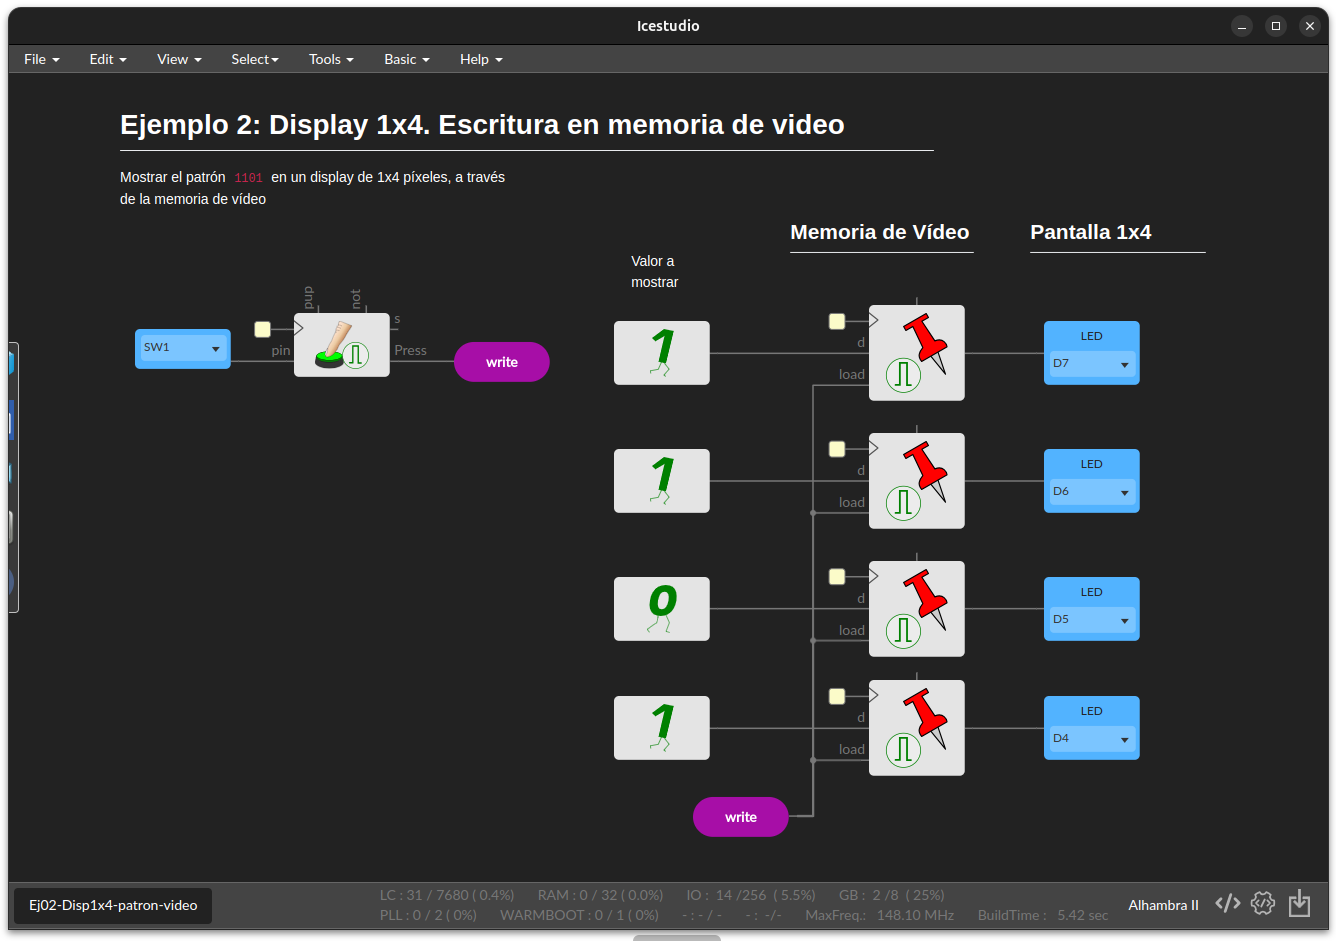 Icestudio
File Edit View Select Tools Basic Help
Ejemplo 2: Display 1x4. Escritura en memoria de video
Mostrar el patrón 1101 en un display de 1x4 píxeles, a través
de la memoria de vídeo
Memoria de Vídeo
Pantalla 1x4
Valor a
mostrar
pup
not
s
SW1
pin
Press
write
1
d
load
LED
D7
1
d
load
LED
D6
0
d
load
LED
D5
1
d
load
LED
D4
write
Ej02-Disp1x4-patron-video
LC : 31 / 7680 ( 0.4%) RAM : 0 / 32 ( 0.0%) IO : 14 /256 ( 5.5%) GB : 2 /8 ( 25%)
PLL : 0 / 2 ( 0%) WARMBOOT : 0 / 1 ( 0%) - : - / - - : -/- MaxFreq.: 148.10 MHz BuildTime : 5.42 sec
Alhambra II